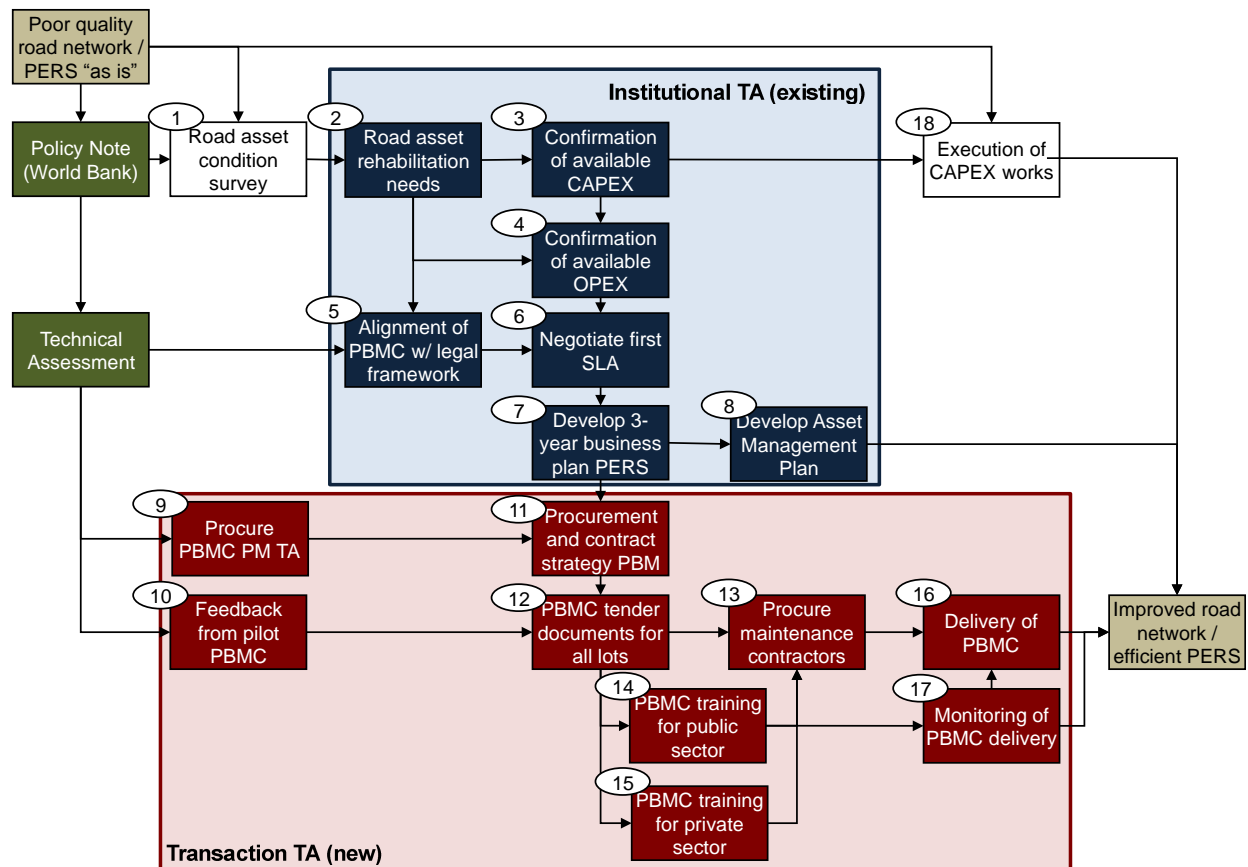 Poor quality
road network /
PERS “as is”
Institutional TA (existing)
1
2
3
18
Policy Note
(World Bank)
Road asset
condition
survey
Road asset
rehabilitation
needs
Confirmation
of available
CAPEX
Execution of
CAPEX works
4
Confirmation
of available
OPEX
5
6
Technical
Assessment
Alignment of
PBMC w/ legal
framework
Negotiate first
SLA
7
8
Develop 3-
year business
plan PERS
Develop Asset
Management
Plan
9
11
Procure
PBMC PM TA
Procurement
and contract
strategy PBM
10
12
13
16
Feedback
from pilot
PBMC
PBMC tender
documents for
all lots
Procure
maintenance
contractors
Delivery of
PBMC
Improved road
network /
efficient PERS
14
17
PBMC training
for public
sector
Monitoring of
PBMC delivery
15
PBMC training
for private
sector
Transaction TA (new)